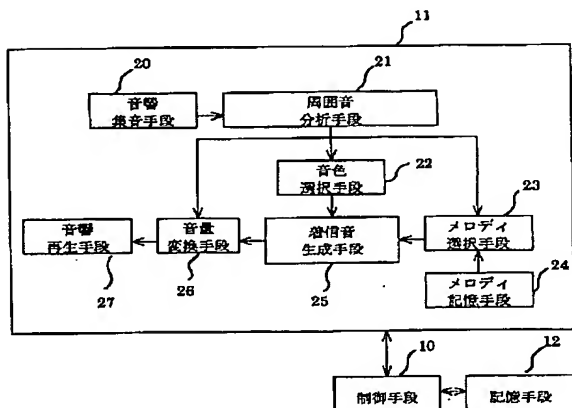 11
20
21
音響
集音手段
周囲音
分析手段
音色
選択手段
22
23
音響
再生手段
音量
変換手段
着信音
生成手段
メロディ
選択手段
24
メロディ
記憶手段
27
26
25
10
12
制御手段
記憶手段